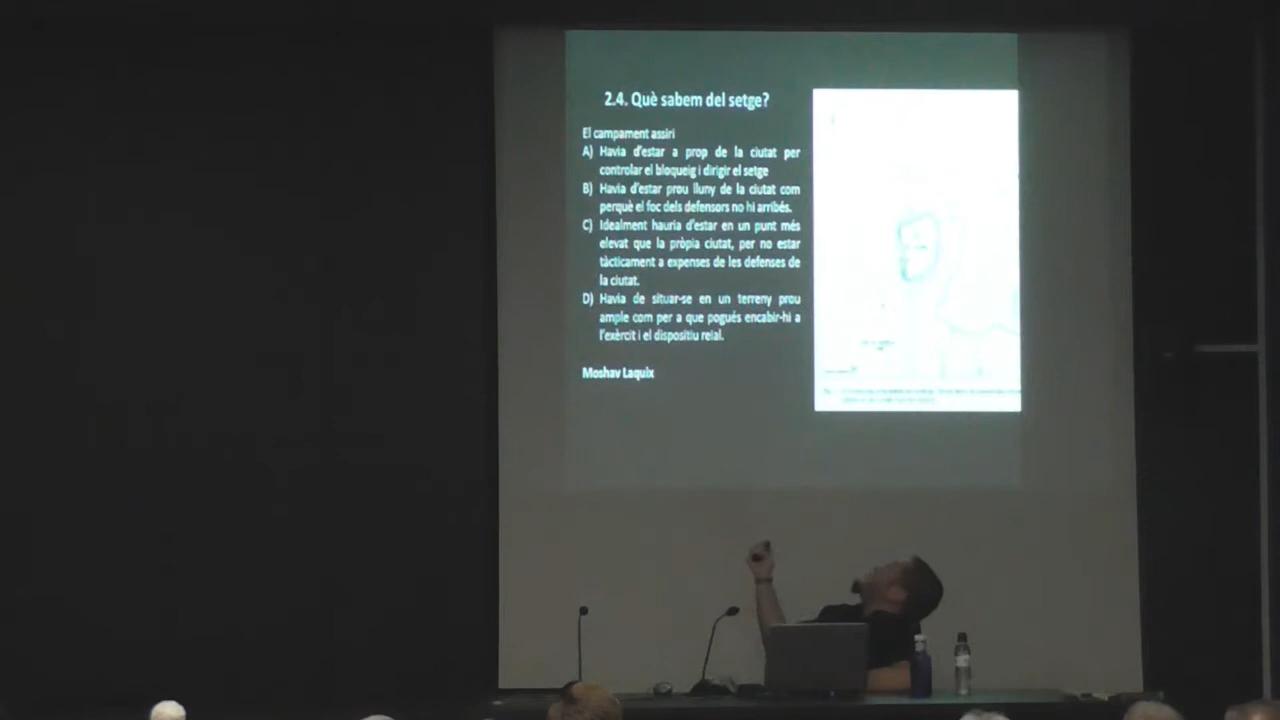 2.4. Què sabem del setge?
El campament assiri
A) Havia d'estar a prop de la ciutat per
controlar el bloqueig i dirigir el setge
B) Havia d'estar prou lluny de la ciutat com
perquè el foc dels defensors no hi arribés.
C) Idealment hauria d'estar en un punt més
elevat que la pròpia ciutat, per no estar
tàcticament a expenses de les defenses de
la ciutat.
D) Havia de situar-se en un terreny prou
ample com per a que pogués encabir-hi a
l'exèrcit i el dispositiu reial.
Moshav Laquix